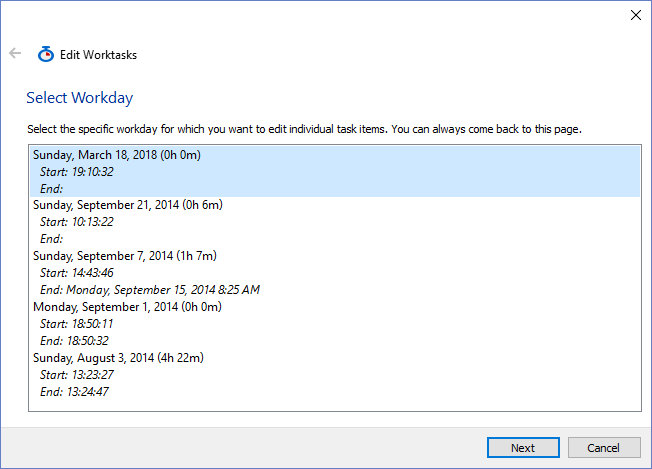 Edit Worktasks
Select Workday
Select the specific workday for which you want to edit individual task items. You can always come back to this page.
Sunday, March 18, 2018 (0h 0m)
Start: 19:10:32
End:
Sunday, September 21, 2014 (0h 6m)
Start: 10:13:22
End:
Sunday, September 7, 2014 (1h 7m)
Start: 14:43:46
End: Monday, September 15, 2014 8:25 AM
Monday, September 1, 2014 (0h 0m)
Start: 18:50:11
End: 18:50:32
Sunday, August 3, 2014 (4h 22m)
Start: 13:23:27
End: 13:24:47
Next Cancel